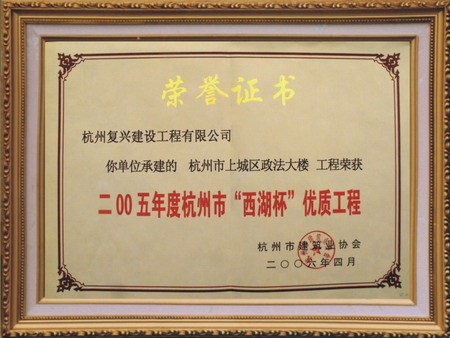 荣誉证书
杭州复兴建设工程有限公司
你单位承建的 杭州市上城区政法大楼 工程荣获
二00五年度杭州市“西湖杯”优质工程
杭州市建筑业协会
二〇〇六年四月